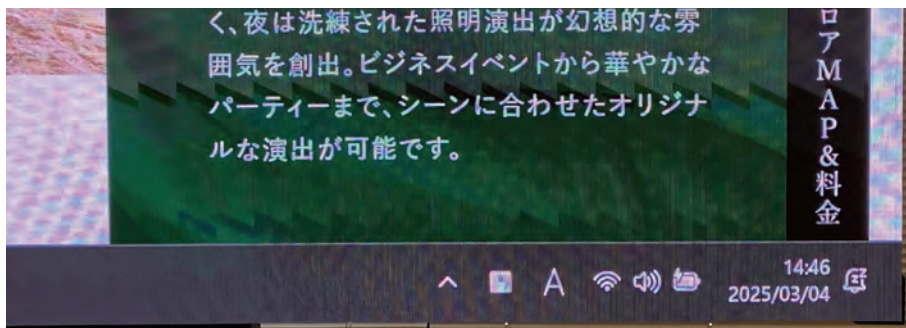 く、夜は洗練された照明演出が幻想的な雰
囲気を創出。ビジネスイベントから華やかな
パーティーまで、シーンに合わせたオリジナ
ルな演出が可能です。
ロアMAP&料金
A
14:46
2025/03/04